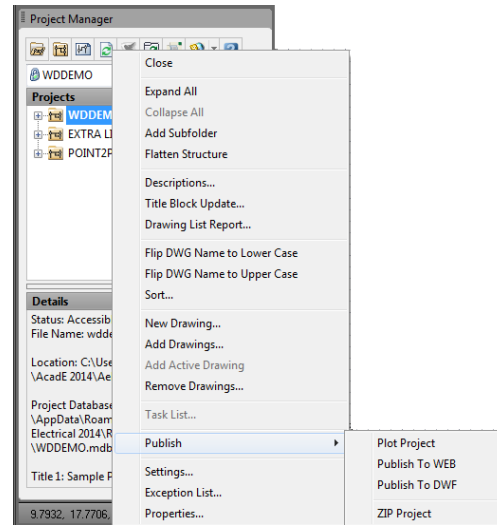 Project Manager
WDDEMO
Projects
WDDEM
EXTRA LI
POINT2P
Close
Expand All
Collapse All
Add Subfolder
Flatten Structure
Descriptions...
Title Block Update...
Drawing List Report...
Flip DWG Name to Lower Case
Flip DWG Name to Upper Case
Sort...
New Drawing...
Add Drawings...
Add Active Drawing
Remove Drawings...
Task List...
Publish
Settings...
Exception List...
Properties...
Plot Project
Publish To WEB
Publish To DWF
ZIP Project
Details
Status: Accessib
File Name: wdde
Location: C:\Use
\AcadE 2014\Ae
Project Database
\AppData\Roam
Electrical 2014\R
\WDDEMO.mdb
Title 1: Sample P
9.7932, 17.7706,